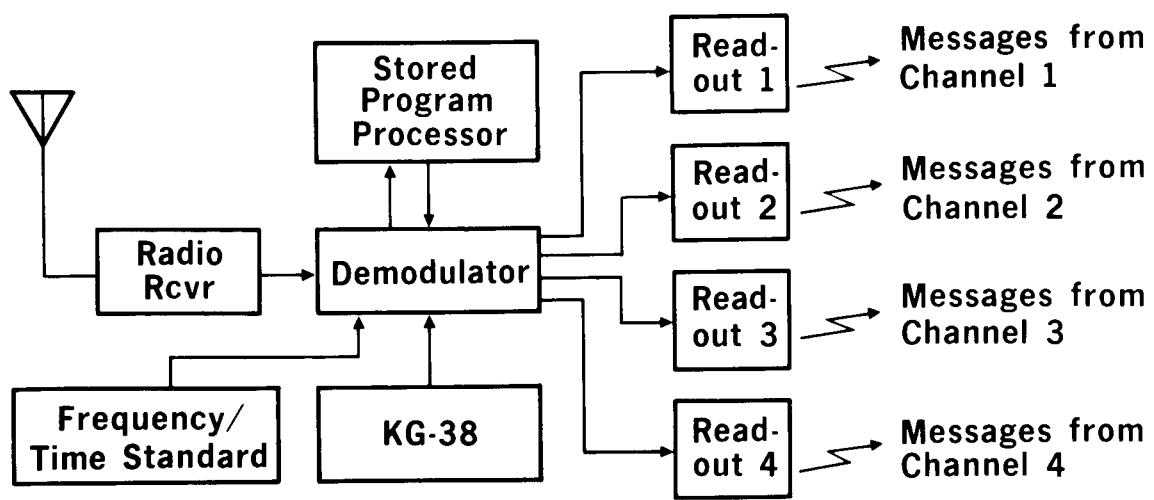 Stored
Program
Processor
Radio
Rcvr
Demodulator
Frequency/
Time Standard
KG-38
Read-
out 1
Messages from
Channel 1
Read-
out 2
Messages from
Channel 2
Read-
out 3
Messages from
Channel 3
Read-
out 4
Messages from
Channel 4